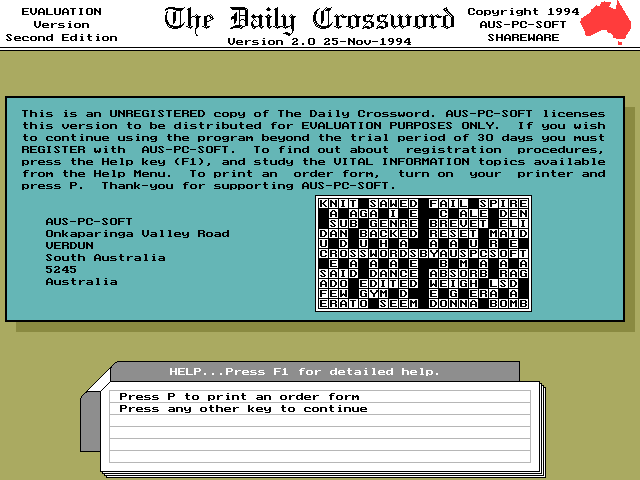 EVALUATION
Version
Second Edition
The Daily Crossword
Version 2.0 25-Nov-1994
Copyright 1994
AUS-PC-SOFT
SHAREWARE
This is an UNREGISTERED copy of The Daily Crossword. AUS-PC-SOFT licenses
this version to be distributed for EVALUATION PURPOSES ONLY. If you wish
to continue using the program beyond the trial period of 30 days you must
REGISTER with AUS-PC-SOFT. To find out about registration procedures,
press the Help key (F1), and study the VITAL INFORMATION topics available
from the Help Menu. To print an order form, turn on your printer and
press P. Thank-you for supporting AUS-PC-SOFT.
AUS-PC-SOFT
Onkaparinga Valley Road
VERDUN
South Australia
5245
Australia
KNIT SAWED FAIL SPIRE
A AGA I E C ALE DEN
SUB GENRE BREVET ELI
DAN BACKED RESET MAID
U D U H A A A U R E
CROSSWORDSBYAUSPCSOFT
E A A A E B M A A A
SAID DANCE ABSORB RAG
ADO EDITED WEIGH LSD
FEW GYM D E G ERA A
ERATO SEEM DONNA BOMB
HELP...Press F1 for detailed help.
Press P to print an order form
Press any other key to continue